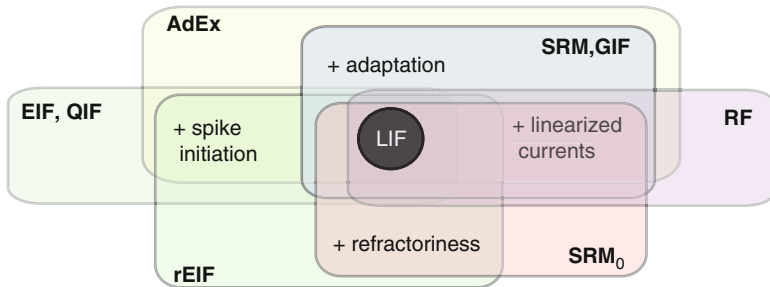 AdEx
SRM,GIF
+ adaptation
EIF, QIF
RF
+ spike
initiation
LIF
+ linearized
currents
+ refractoriness
rEIF
SRM₀